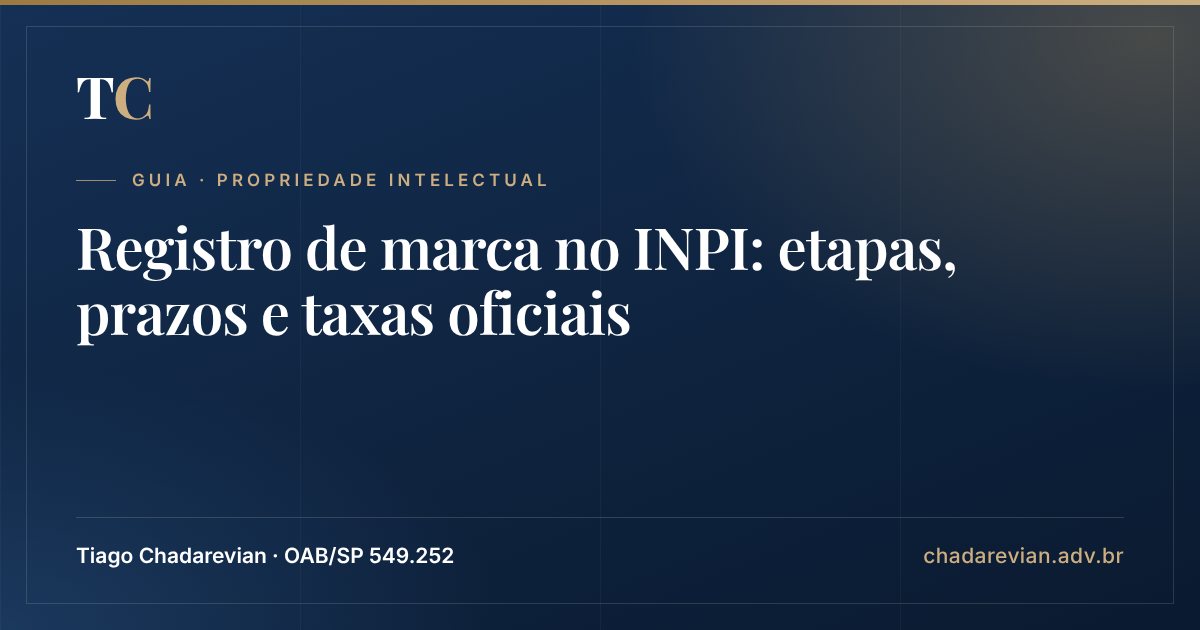 TC
GUIA · PROPRIEDADE INTELECTUAL
Registro de marca no INPI: etapas,
prazos e taxas oficiais
Tiago Chadarevian · OAB/SP 549.252
chadarevian.adv.br